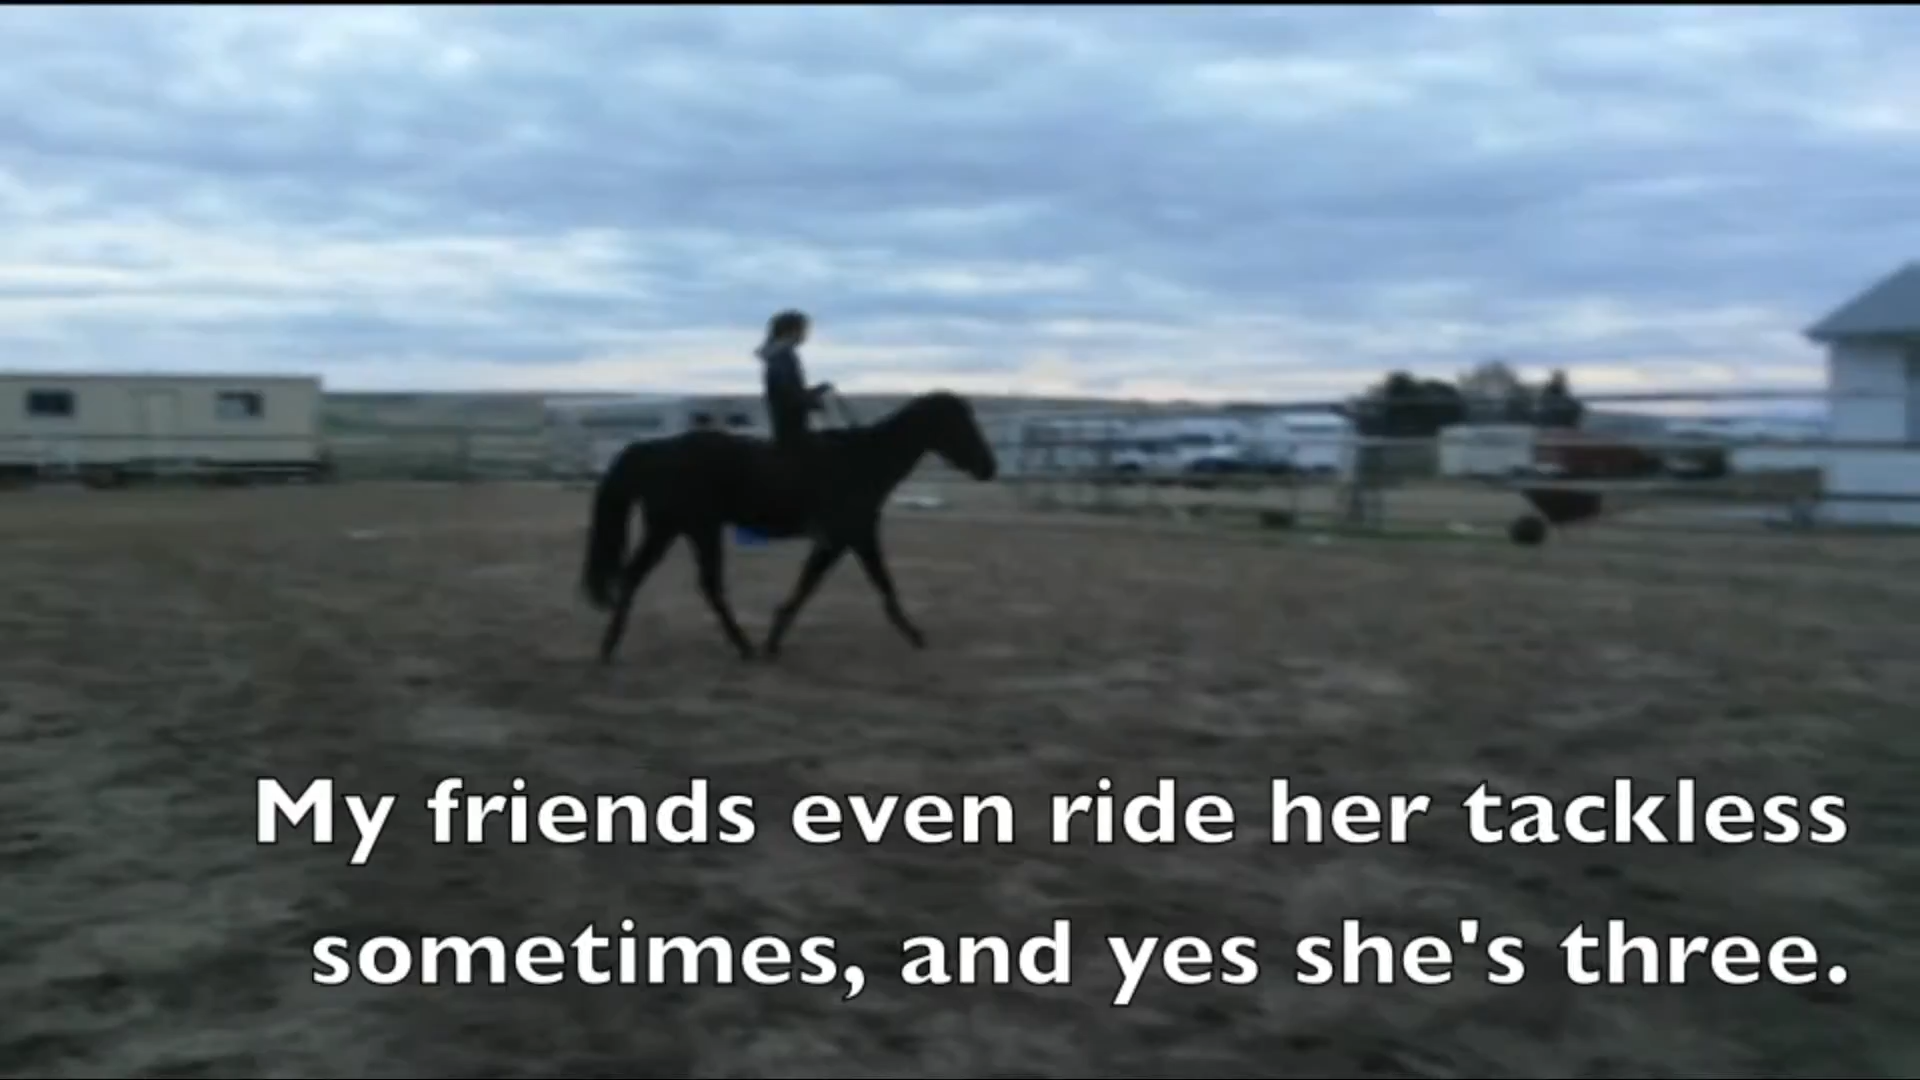 My friends even ride her tackless
sometimes, and yes she's three.